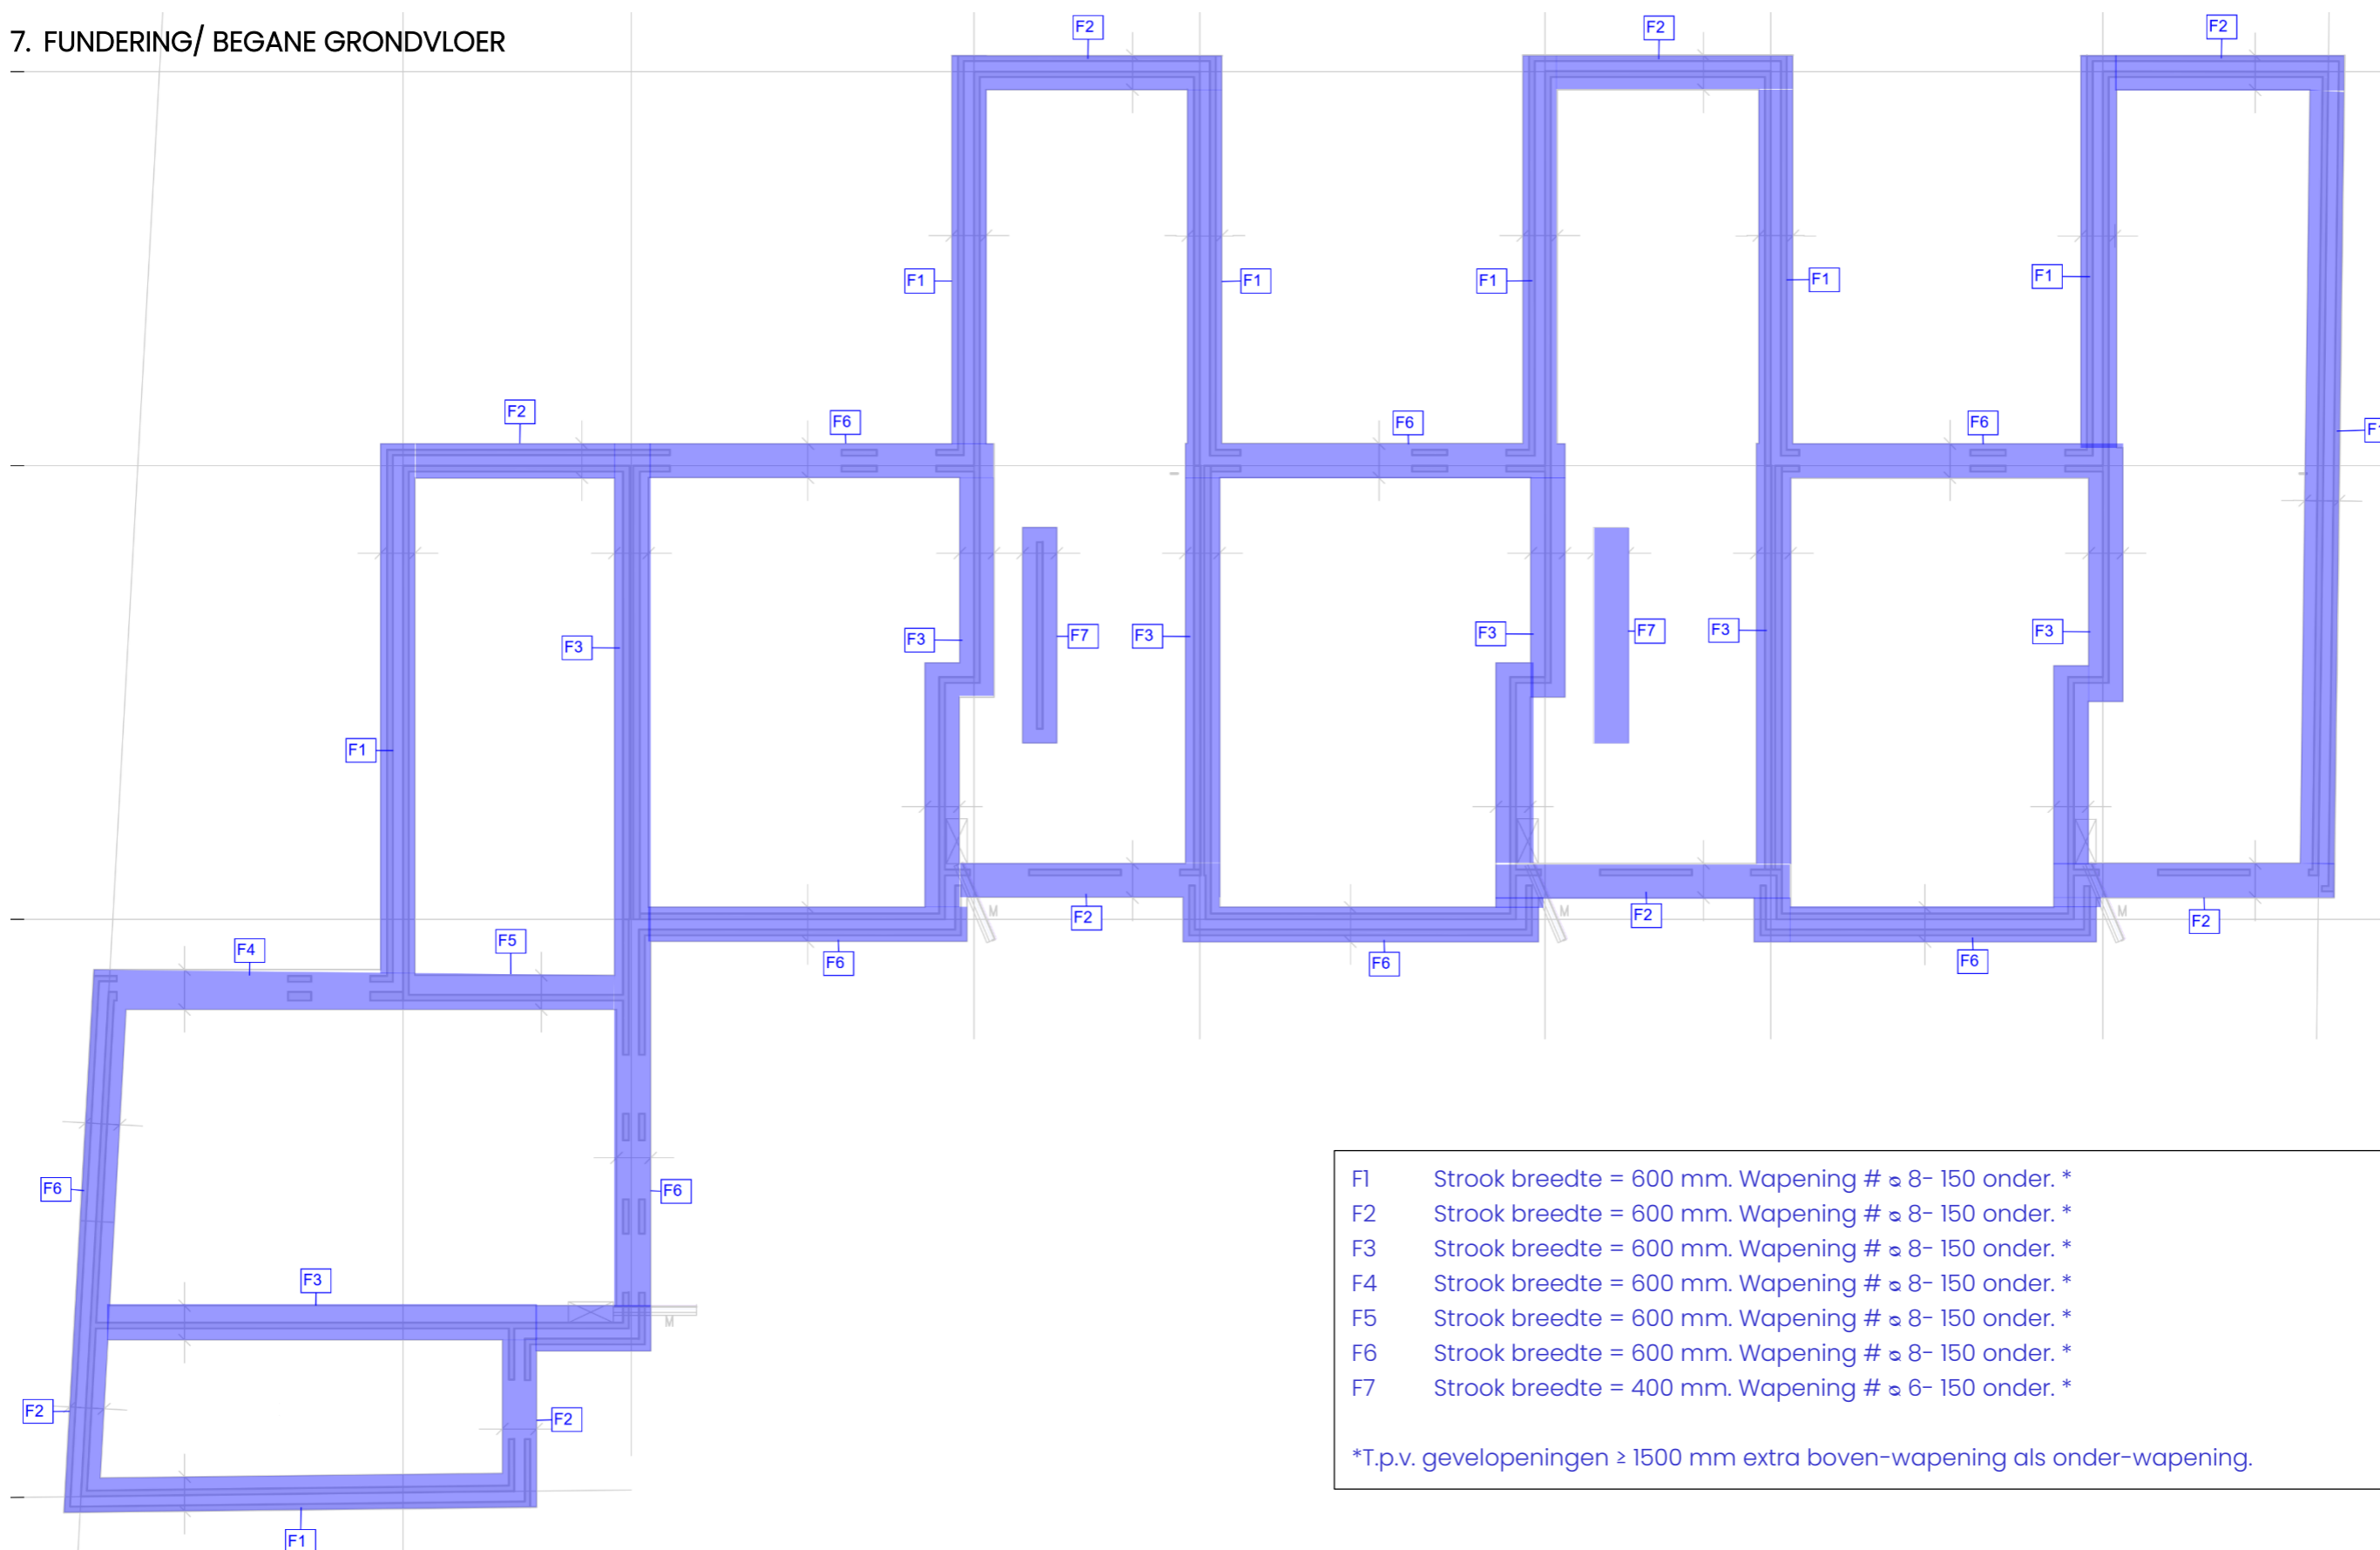 7. FUNDERING/ BEGANE GRONDVLOER
F2
F2
F2
F1
F1
F1
F1
F1
F2
F6
F6
F6
F1
F3
F3
F7
F3
F3
F7
F3
F3
F1
M
M
M
F2
F2
F2
F4
F5
F6
F6
F6
F6
F6
F3
M
F2
F2
F1
F1 Strook breedte = 600 mm. Wapening # ⌀ 8- 150 onder. *
F2 Strook breedte = 600 mm. Wapening # ⌀ 8- 150 onder. *
F3 Strook breedte = 600 mm. Wapening # ⌀ 8- 150 onder. *
F4 Strook breedte = 600 mm. Wapening # ⌀ 8- 150 onder. *
F5 Strook breedte = 600 mm. Wapening # ⌀ 8- 150 onder. *
F6 Strook breedte = 600 mm. Wapening # ⌀ 8- 150 onder. *
F7 Strook breedte = 400 mm. Wapening # ⌀ 6- 150 onder. *
*T.p.v. gevelopeningen ≥ 1500 mm extra boven-wapening als onder-wapening.